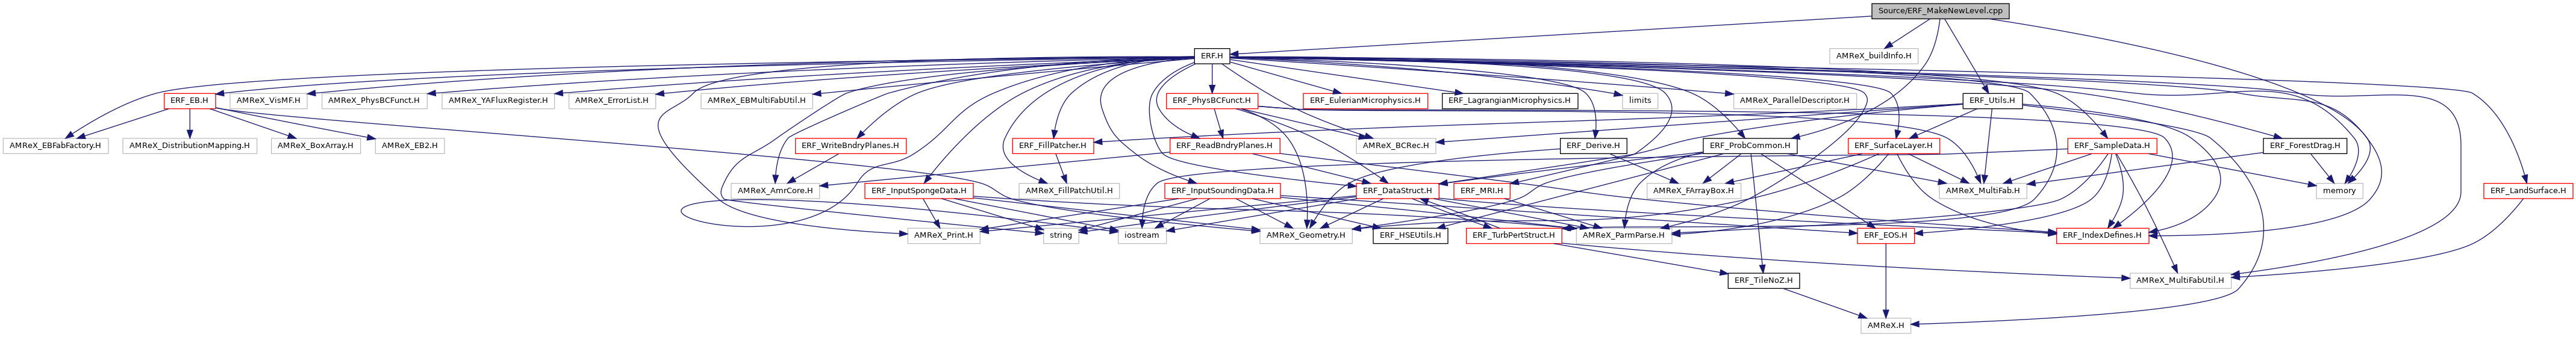 Source/ERF_MakeNewLevel.cpp
ERF.H
AMReX_buildInfo.H
ERF_EB.H
AMReX_VisMF.H
AMReX_PhysBCFunct.H
AMReX_YAFluxRegister.H
AMReX_ErrorList.H
AMReX_EBMultiFabUtil.H
ERF_PhysBCFunct.H
ERF_EulerianMicrophysics.H
ERF_LagrangianMicrophysics.H
limits
AMReX_ParallelDescriptor.H
ERF_Utils.H
AMReX_EBFabFactory.H
AMReX_DistributionMapping.H
AMReX_BoxArray.H
AMReX_EB2.H
ERF_WriteBndryPlanes.H
ERF_FillPatcher.H
ERF_ReadBndryPlanes.H
AMReX_BCRec.H
ERF_Derive.H
ERF_ProbCommon.H
ERF_SurfaceLayer.H
ERF_SampleData.H
ERF_ForestDrag.H
AMReX_AmrCore.H
ERF_InputSpongeData.H
AMReX_FillPatchUtil.H
ERF_InputSoundingData.H
ERF_DataStruct.H
ERF_MRI.H
AMReX_FArrayBox.H
AMReX_MultiFab.H
memory
ERF_LandSurface.H
AMReX_Print.H
string
iostream
AMReX_Geometry.H
ERF_HSEUtils.H
ERF_TurbPertStruct.H
AMReX_ParmParse.H
ERF_EOS.H
ERF_IndexDefines.H
ERF_TileNoZ.H
AMReX_MultiFabUtil.H
AMReX.H